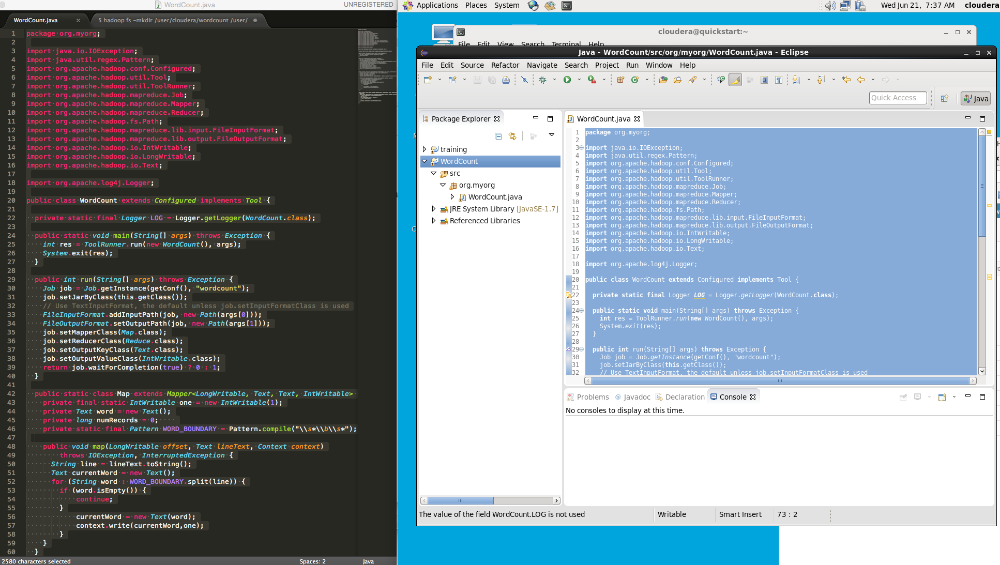 WordCount.java
UNREGISTERED
WordCount.java
$ hadoop fs -mkdir /user/cloudera/wordcount /user/
1 package org.myorg;
2
3 import java.io.IOException;
4 import java.util.regex.Pattern;
5 import org.apache.hadoop.conf.Configured;
6 import org.apache.hadoop.util.Tool;
7 import org.apache.hadoop.util.ToolRunner;
8 import org.apache.hadoop.mapreduce.Job;
9 import org.apache.hadoop.mapreduce.Mapper;
10 import org.apache.hadoop.mapreduce.Reducer;
11 import org.apache.hadoop.fs.Path;
12 import org.apache.hadoop.mapreduce.lib.input.FileInputFormat;
13 import org.apache.hadoop.mapreduce.lib.output.FileOutputFormat;
14 import org.apache.hadoop.io.IntWritable;
15 import org.apache.hadoop.io.LongWritable;
16 import org.apache.hadoop.io.Text;
17
18 import org.apache.log4j.Logger;
19
20 public class WordCount extends Configured implements Tool {
21
22 private static final Logger LOG = Logger.getLogger(WordCount.class);
23
24 public static void main(String[] args) throws Exception {
25 int res = ToolRunner.run(new WordCount(), args);
26 System.exit(res);
27 }
28
29 public int run(String[] args) throws Exception {
30 Job job = Job.getInstance(getConf(), "wordcount");
31 job.setJarByClass(this.getClass());
32 // Use TextInputFormat, the default unless job.setInputFormatClass is used
33 FileInputFormat.addInputPath(job, new Path(args[0]));
34 FileOutputFormat.setOutputPath(job, new Path(args[1]));
35 job.setMapperClass(Map.class);
36 job.setReducerClass(Reduce.class);
37 job.setOutputKeyClass(Text.class);
38 job.setOutputValueClass(IntWritable.class);
39 return job.waitForCompletion(true) ? 0 : 1;
40 }
41
42 public static class Map extends Mapper<LongWritable, Text, Text, IntWritable>
43 private final static IntWritable one = new IntWritable(1);
44 private Text word = new Text();
45 private long numRecords = 0;
46 private static final Pattern WORD_BOUNDARY = Pattern.compile("\\s*\\b\\s*");
47
48 public void map(LongWritable offset, Text lineText, Context context)
49 throws IOException, InterruptedException {
50 String line = lineText.toString();
51 Text currentWord = new Text();
52 for (String word : WORD_BOUNDARY.split(line)) {
53 if (word.isEmpty()) {
54 continue;
55 }
56 currentWord = new Text(word);
57 context.write(currentWord,one);
58 }
59 }
60 }
2580 characters selected
Spaces: 2
Java
Applications Places System
Wed Jun 21, 7:37 AM cloudera
cloudera@quickstart:~
File Edit View Search Terminal Help
Java - WordCount/src/org/myorg/WordCount.java - Eclipse
File Edit Source Refactor Navigate Search Project Run Window Help
Quick Access
Java
Package Explorer
training
WordCount
src
org.myorg
WordCount.java
JRE System Library [JavaSE-1.7]
Referenced Libraries
WordCount.java
1 package org.myorg;
2
3 import java.io.IOException;
4 import java.util.regex.Pattern;
5 import org.apache.hadoop.conf.Configured;
6 import org.apache.hadoop.util.Tool;
7 import org.apache.hadoop.util.ToolRunner;
8 import org.apache.hadoop.mapreduce.Job;
9 import org.apache.hadoop.mapreduce.Mapper;
10 import org.apache.hadoop.mapreduce.Reducer;
11 import org.apache.hadoop.fs.Path;
12 import org.apache.hadoop.mapreduce.lib.input.FileInputFormat;
13 import org.apache.hadoop.mapreduce.lib.output.FileOutputFormat;
14 import org.apache.hadoop.io.IntWritable;
15 import org.apache.hadoop.io.LongWritable;
16 import org.apache.hadoop.io.Text;
17
18 import org.apache.log4j.Logger;
19
20 public class WordCount extends Configured implements Tool {
21
22 private static final Logger LOG = Logger.getLogger(WordCount.class);
23
24 public static void main(String[] args) throws Exception {
25 int res = ToolRunner.run(new WordCount(), args);
26 System.exit(res);
27 }
28
29 public int run(String[] args) throws Exception {
30 Job job = Job.getInstance(getConf(), "wordcount");
31 job.setJarByClass(this.getClass());
32 // Use TextInputFormat, the default unless job.setInputFormatClass is used
Problems
Javadoc
Declaration
Console
No consoles to display at this time.
The value of the field WordCount.LOG is not used
Writable
Smart Insert
73 : 2